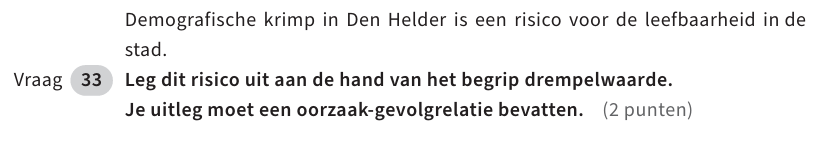 Demografische krimp in Den Helder is een risico voor de leefbaarheid in de
stad.
Vraag 33 Leg dit risico uit aan de hand van het begrip drempelwaarde.
Je uitleg moet een oorzaak-gevolgrelatie bevatten. (2 punten)